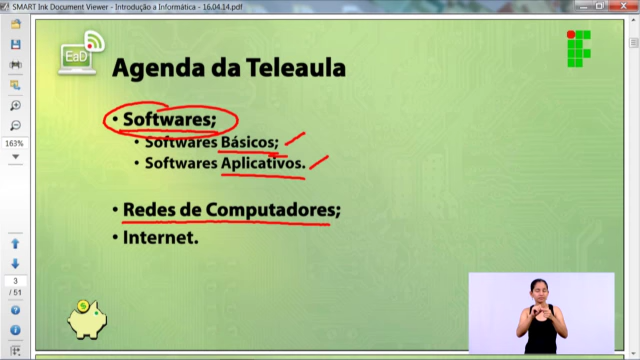 SMART Ink Document Viewer - Introdução a Informática - 16.04.14.pdf
EaD
Agenda da Teleaula
• Softwares;
• Softwares Básicos;
• Softwares Aplicativos.
163%
• Redes de Computadores;
• Internet.
3
/ 51
$